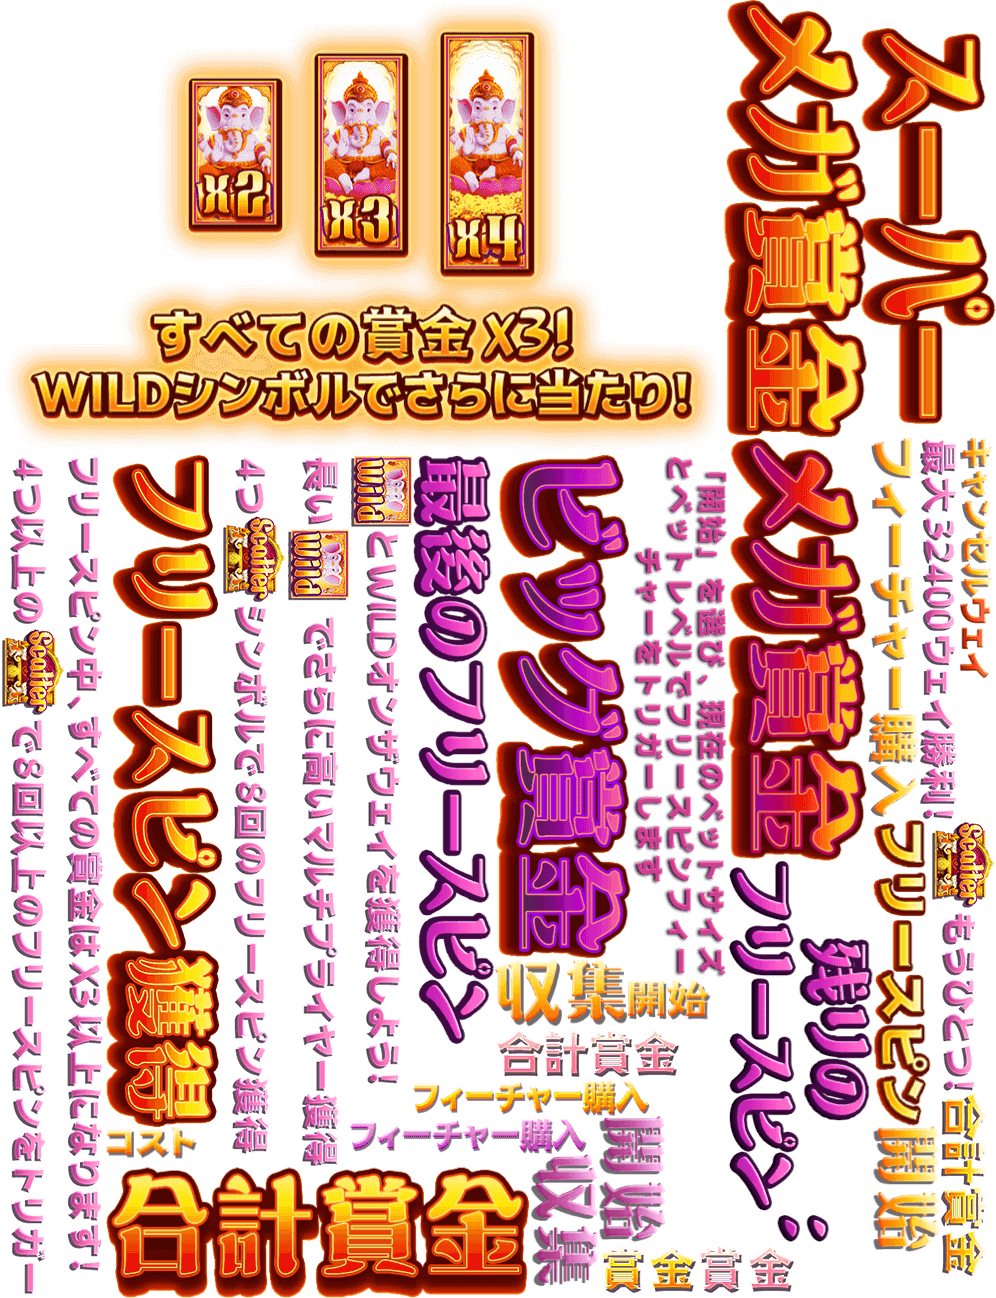 x2
x3
x4
すべての賞金 x3!
WILDシンボルでさらに当たり!
スーパー
メガ賞金
4つ以上の Scatter で8回以上のフリースピンをトリガー
フリースピン中、すべての賞金はX3以上になります!
フリースピン獲得
4つ Scatter シンボルで8回のフリースピン獲得
長い Wild でさらに高いマルチプライヤー獲得
Wild とWILDオンザウェイを獲得しよう!
最後のフリースピン
ビッグ賞金
「開始」を選び、現在のベットサイズ
とベットレベルでフリースピンフィー
チャーをトリガーします
メガ賞金
フィーチャー購入
最大32400ウェイ勝利!
キャンセルウェイ
Scatter もうひとつ!
フリースピン
残りの
フリースピン:
収集
開始
合計賞金
フィーチャー購入
フィーチャー購入
コスト
合計賞金
開始
収集
賞金
賞金
開始
合計賞金